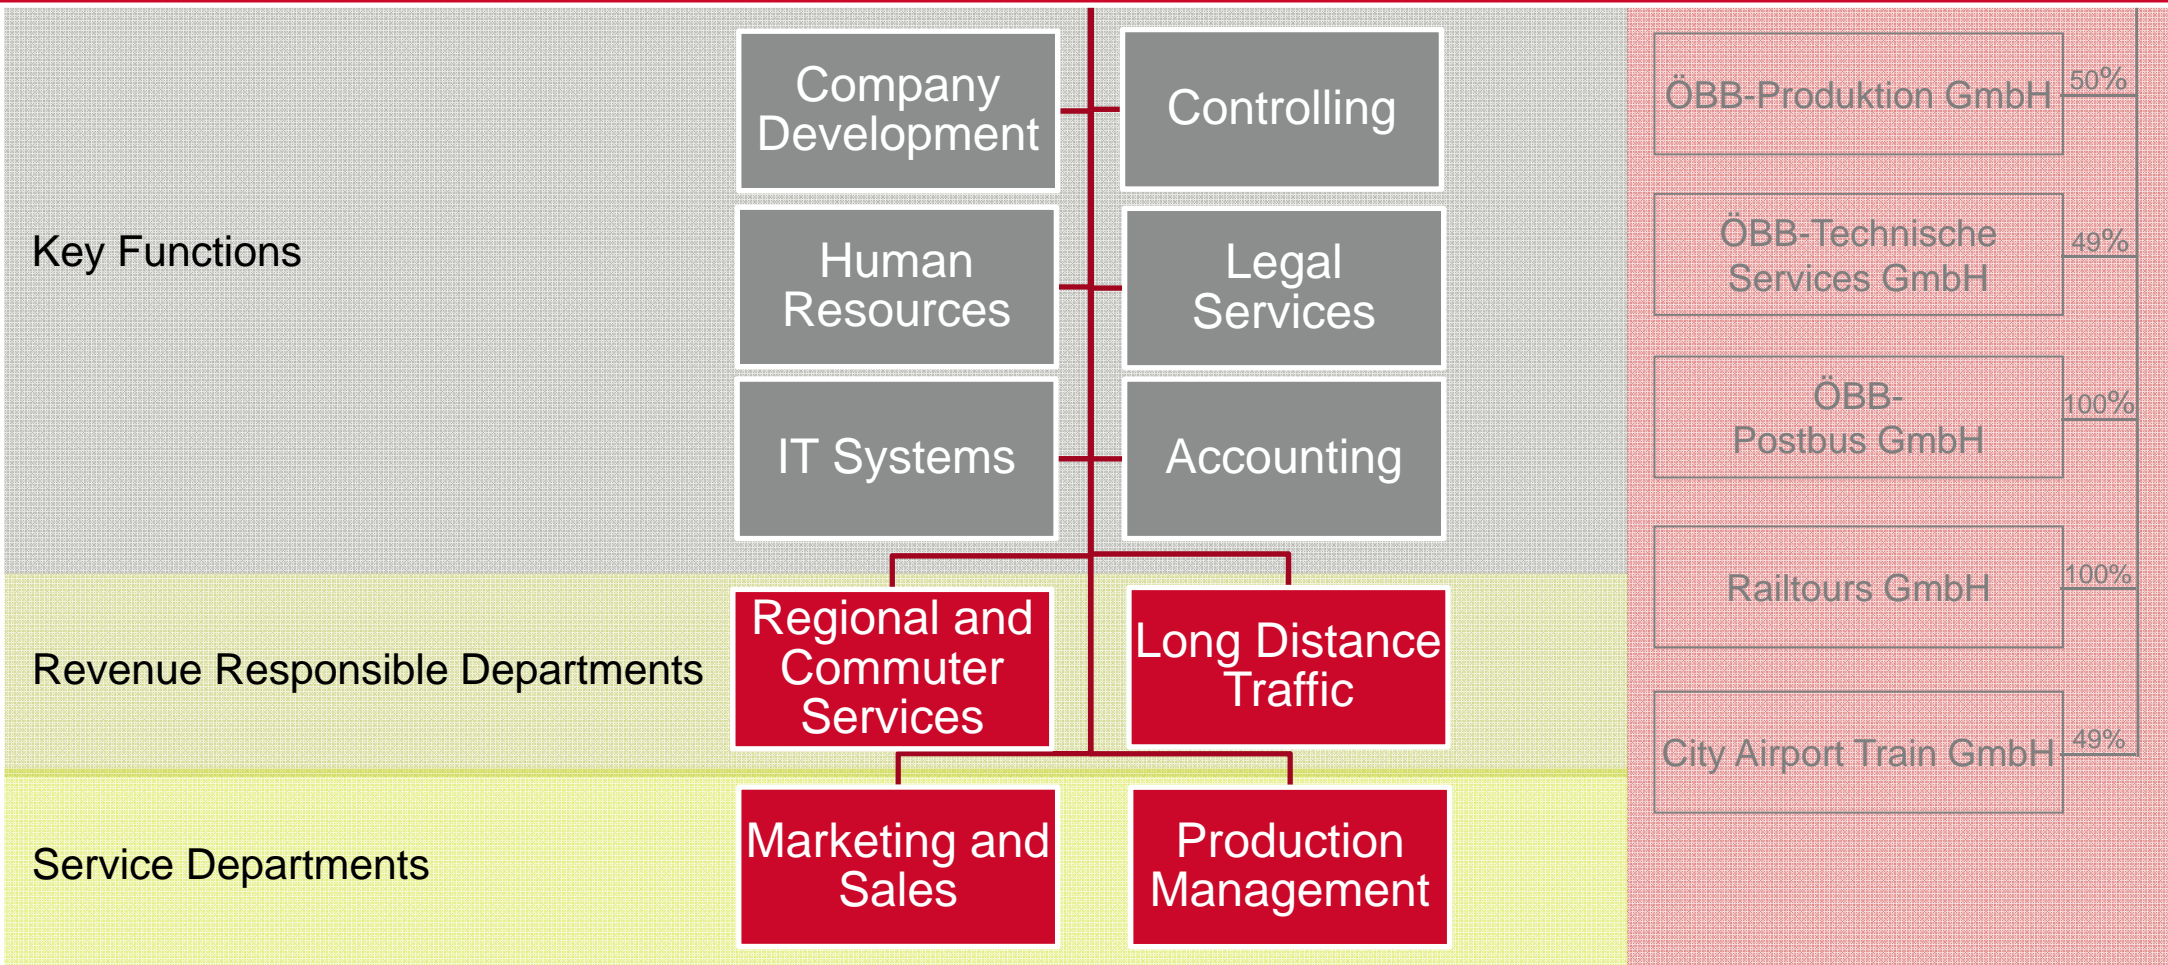 Key Functions
Company
Development
Controlling
Human
Resources
Legal
Services
IT Systems
Accounting
Revenue Responsible Departments
Regional and
Commuter
Services
Long Distance
Traffic
Service Departments
Marketing and
Sales
Production
Management
ÖBB-Produktion GmbH
50%
ÖBB-Technische
Services GmbH
49%
ÖBB-
Postbus GmbH
100%
Railtours GmbH
100%
City Airport Train GmbH
49%